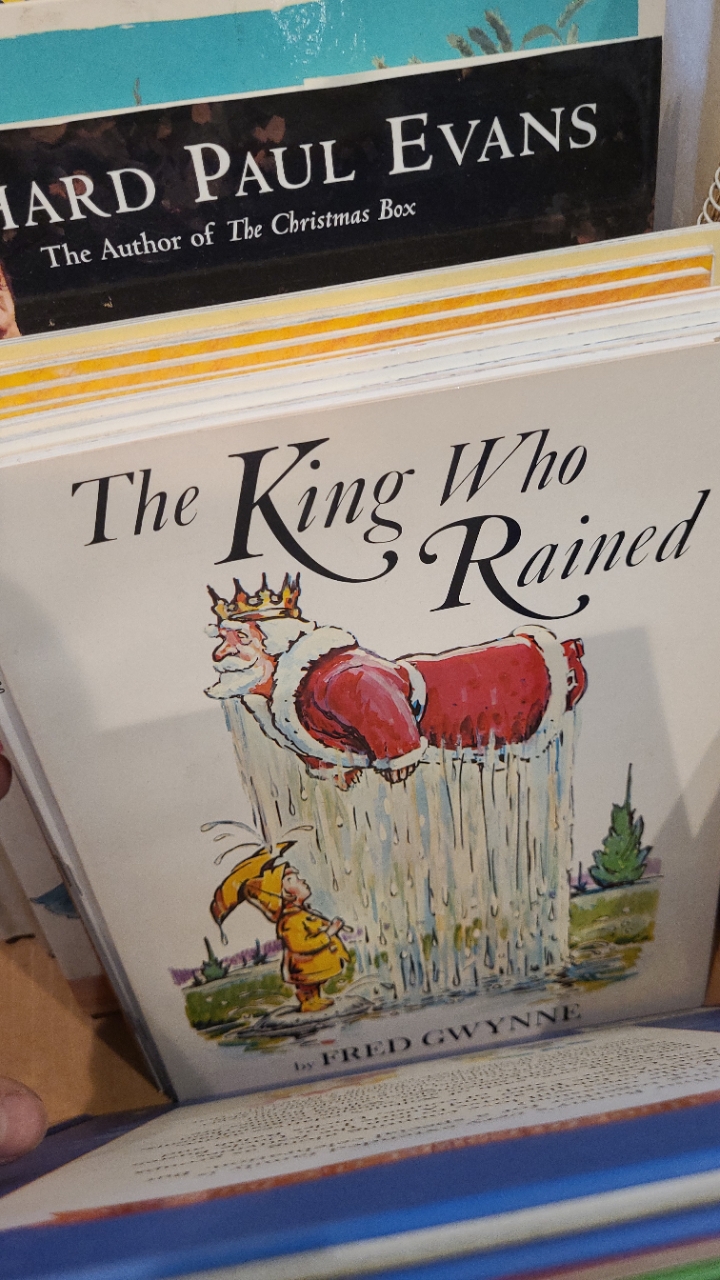 HARD PAUL EVANS
The Author of The Christmas Box
The King Who
Rained
by FRED GWYNNE